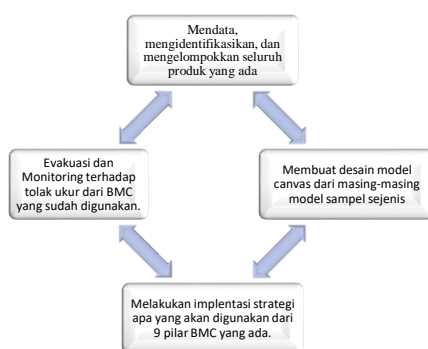 Mendata,
mengidentifikasikan, dan
mengelompokkan seluruh
produk yang ada
Evakuasi dan
Monitoring terhadap
tolak ukur dari BMC
yang sudah digunakan.
Membuat desain model
canvas dari masing-masing
model sampel sejenis
Melakukan implentasi strategi
apa yang akan digunakan dari
9 pilar BMC yang ada.